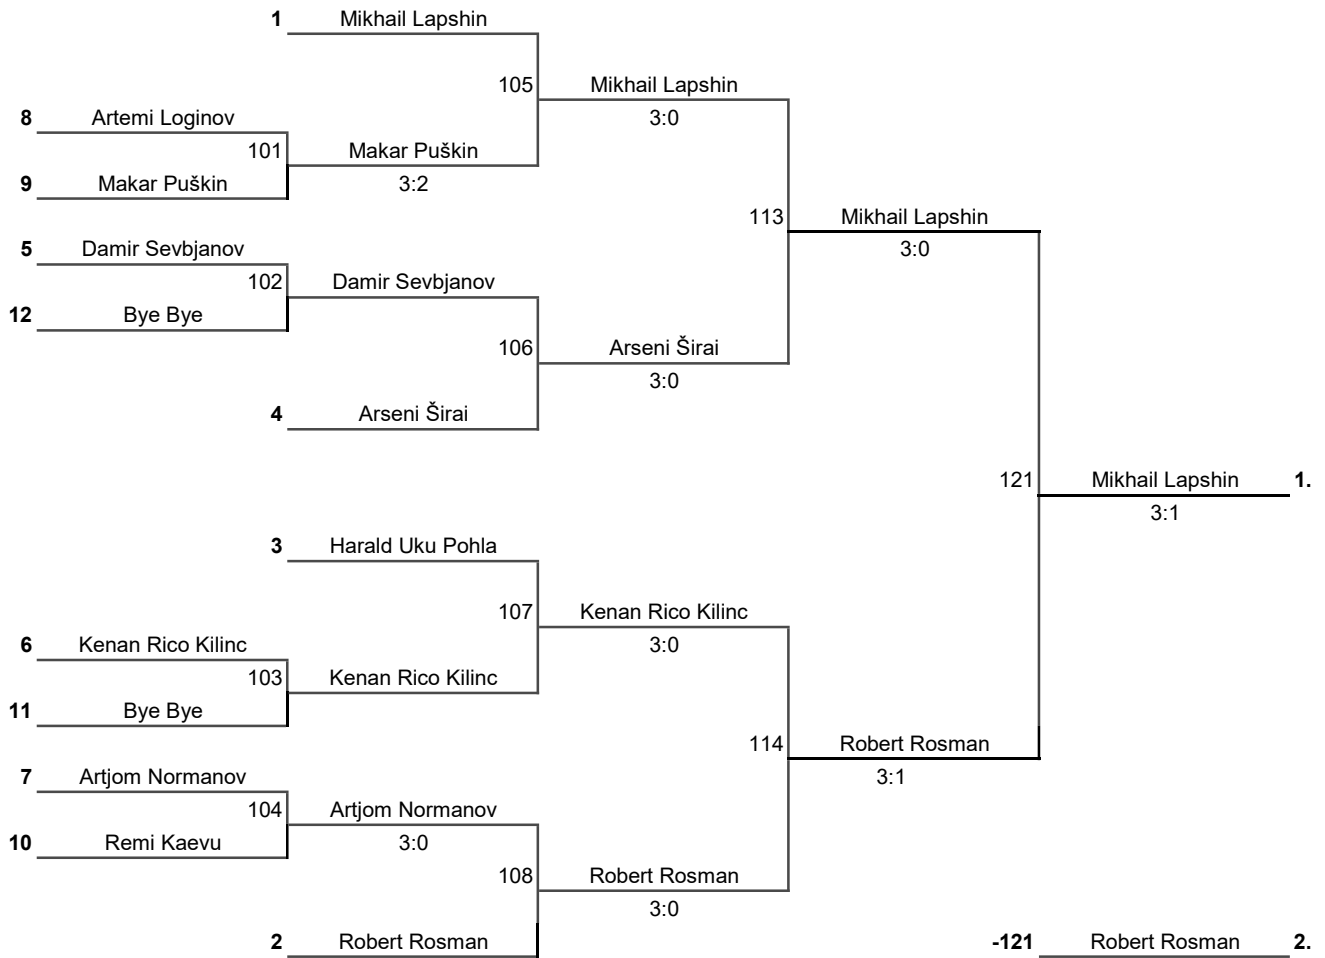 1 Mikhail Lapshin
105 Mikhail Lapshin
8 Artemi Loginov 3:0
101 Makar Puškin
9 Makar Puškin 3:2
113 Mikhail Lapshin
5 Damir Sevbjanov 3:0
102 Damir Sevbjanov
12 Bye Bye
106 Arseni Širai
3:0
4 Arseni Širai
121 Mikhail Lapshin 1.
3:1
3 Harald Uku Pohla
107 Kenan Rico Kilinc
6 Kenan Rico Kilinc 3:0
103 Kenan Rico Kilinc
11 Bye Bye
114 Robert Rosman
7 Artjom Normanov 3:1
104 Artjom Normanov
10 Remi Kaevu 3:0
108 Robert Rosman
3:0
2 Robert Rosman -121 Robert Rosman 2.